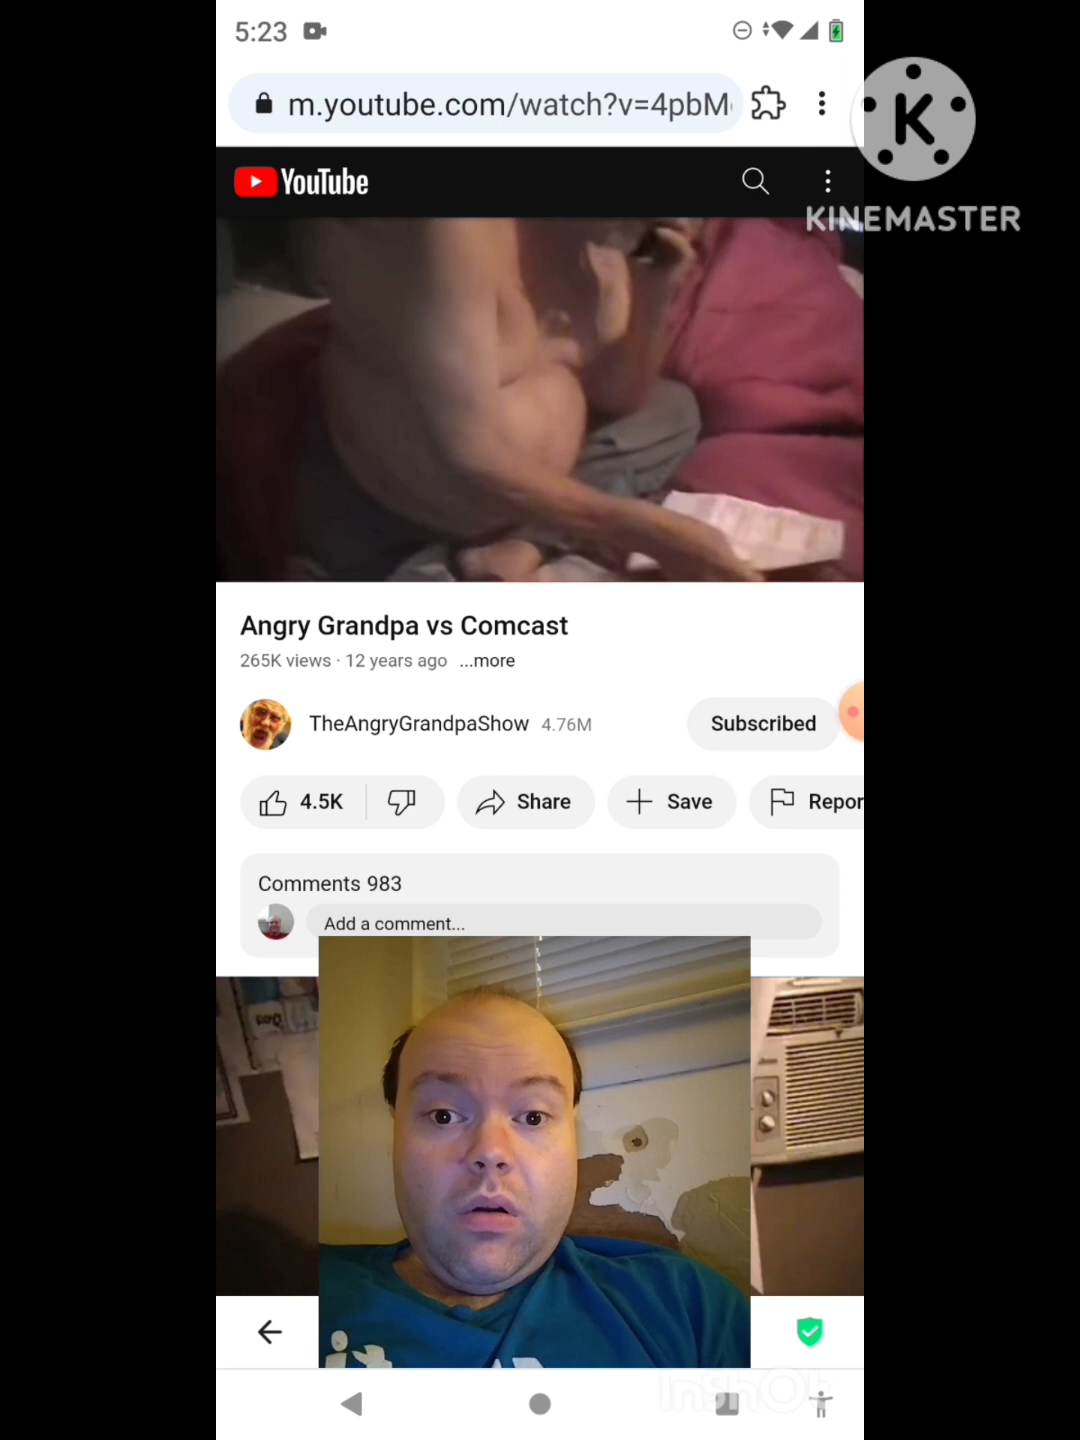 5:23
m.youtube.com/watch?v=4pbM
K
KINEMASTER
YouTube
Angry Grandpa vs Comcast
265K views · 12 years ago ...more
TheAngryGrandpaShow 4.76M
Subscribed
4.5K
Share
Save
Repor
Comments 983
Add a comment...
InShOt